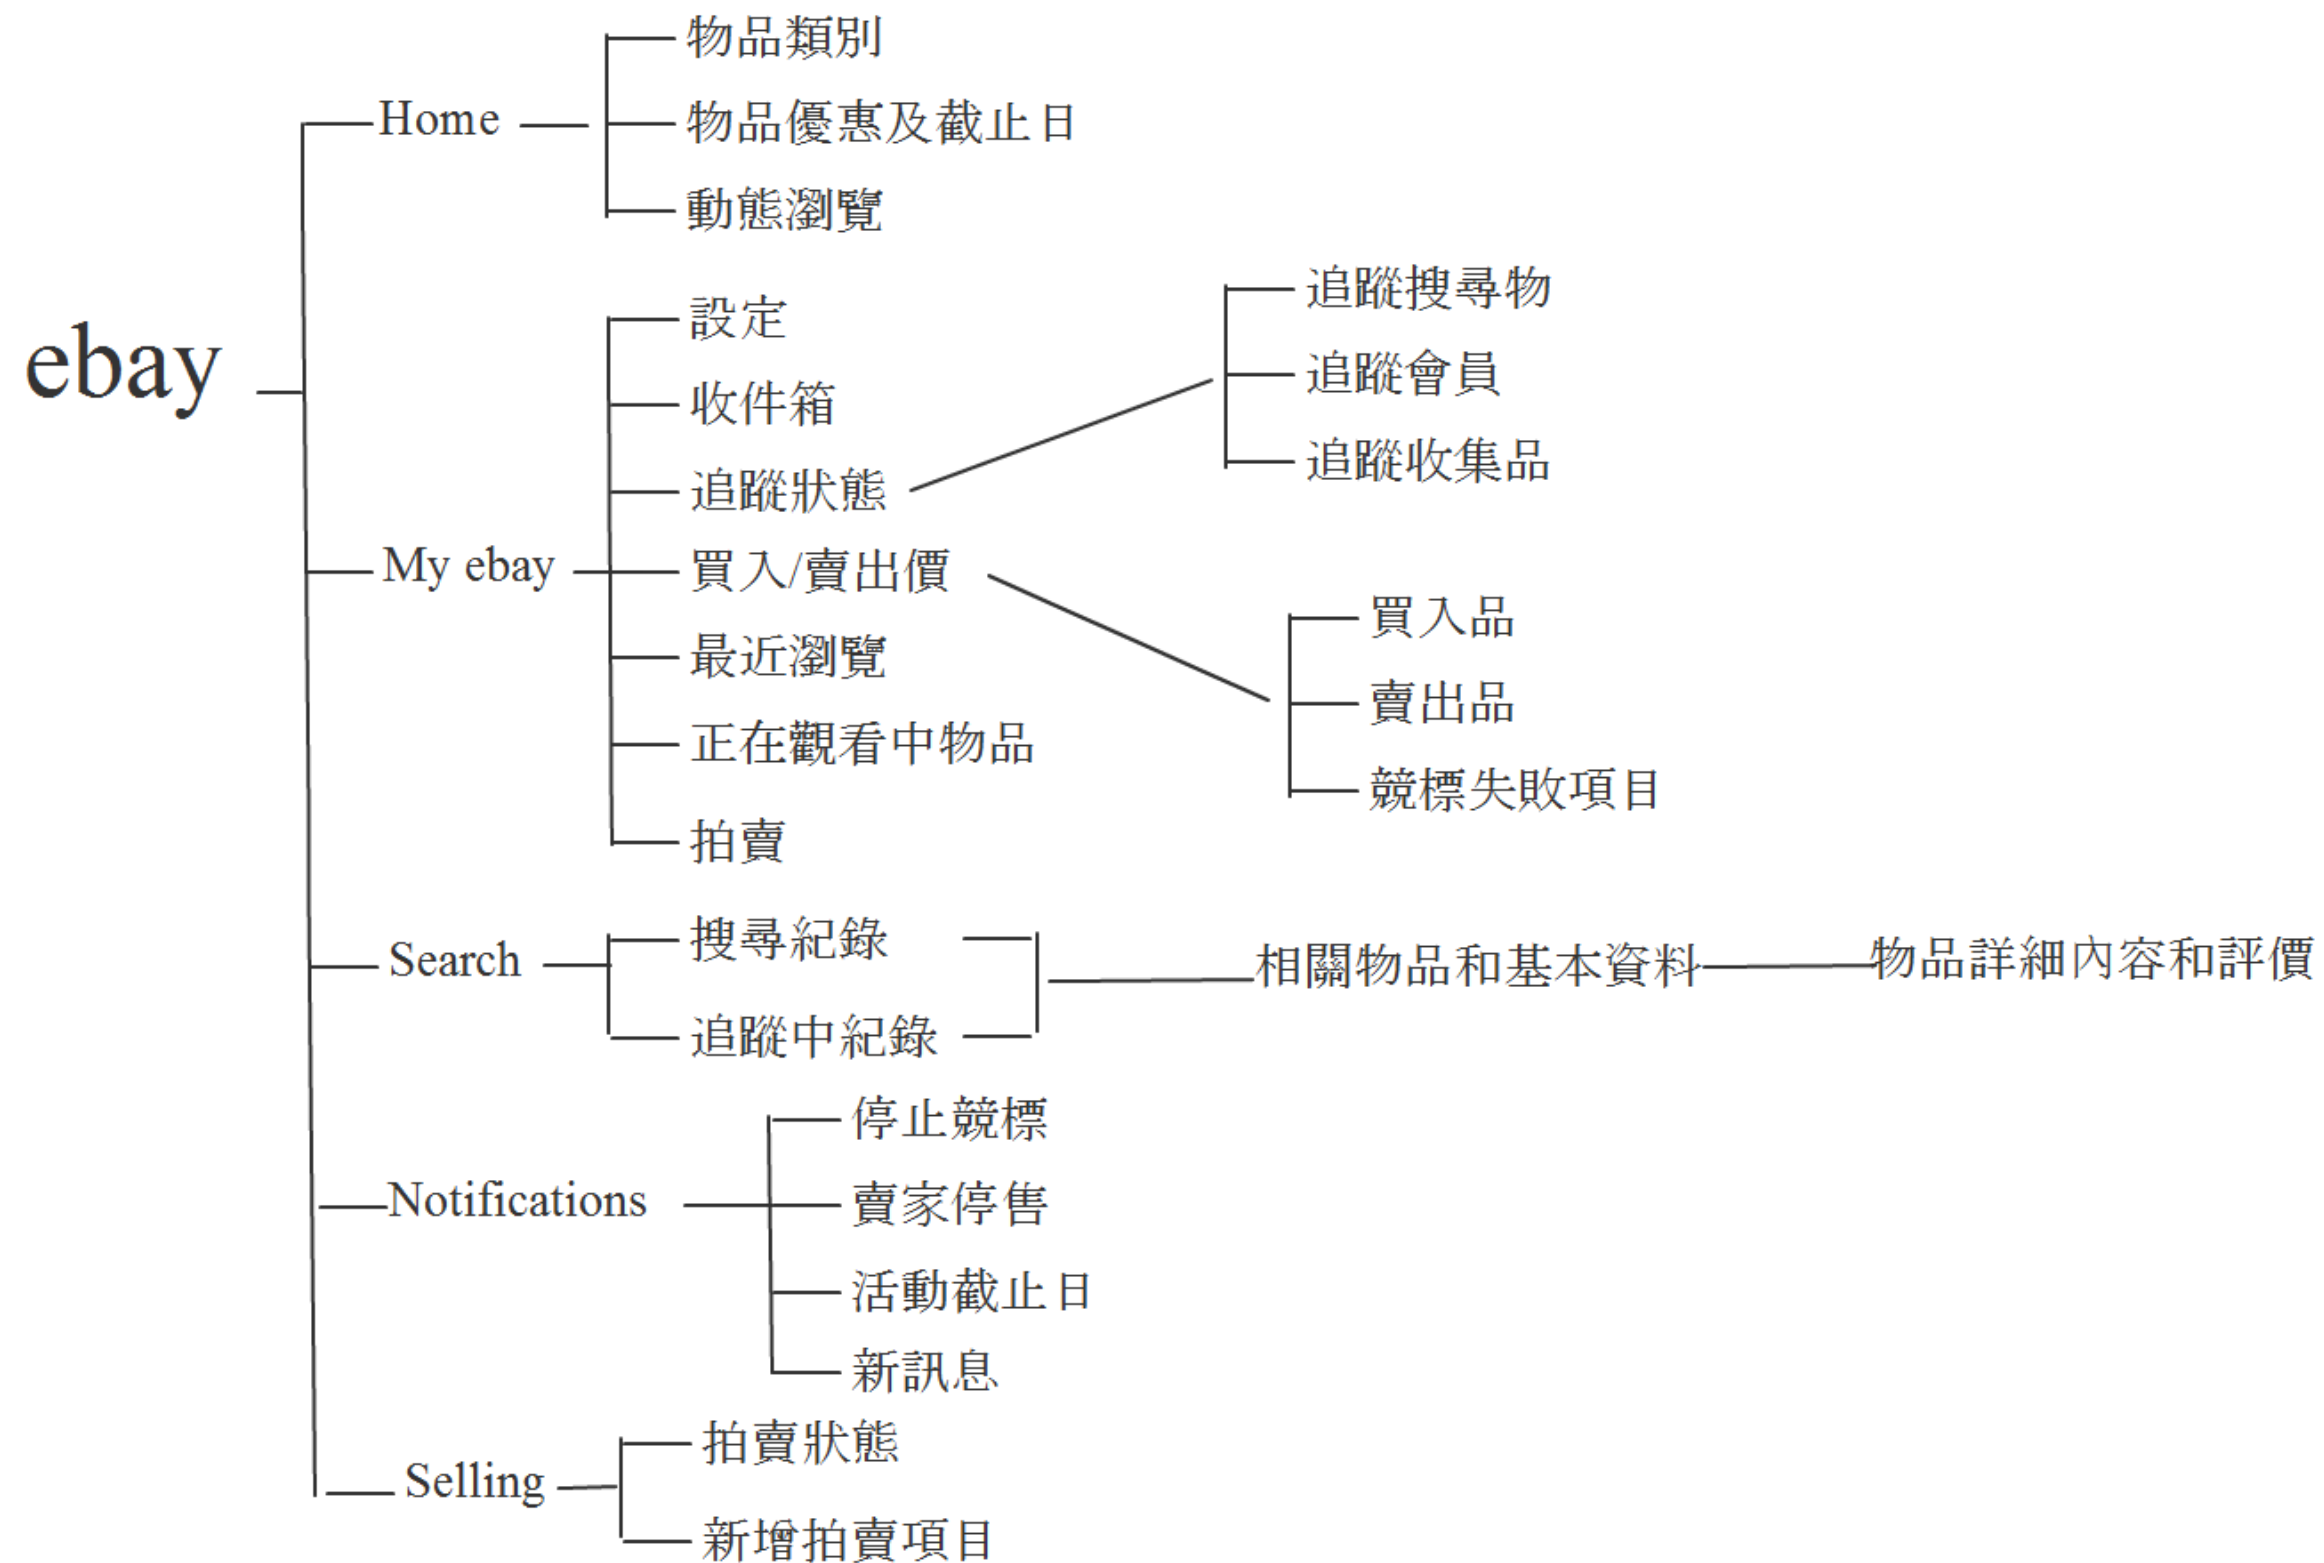 ebay
Home
物品類別
物品優惠及截止日
動態瀏覽
My ebay
設定
收件箱
追蹤狀態
追蹤搜尋物
追蹤會員
追蹤收集品
買入/賣出價
買入品
賣出品
競標失敗項目
最近瀏覽
正在觀看中物品
拍賣
Search
搜尋紀錄
追蹤中紀錄
相關物品和基本資料
物品詳細內容和評價
Notifications
停止競標
賣家停售
活動截止日
新訊息
Selling
拍賣狀態
新增拍賣項目